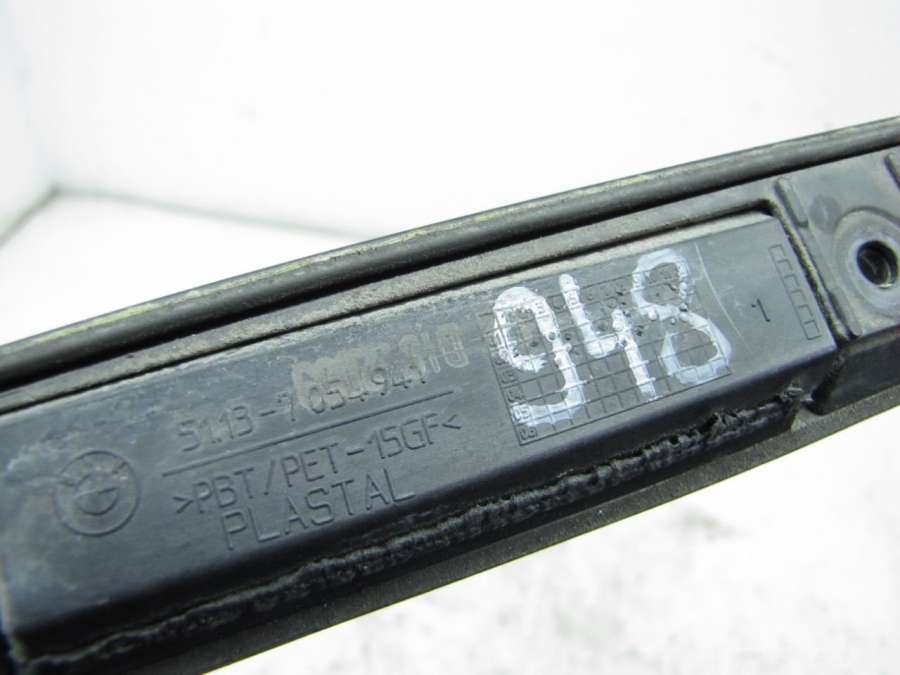 948
51.13-7 054 941
>PBT/PET-15GF<
PLASTAL
1